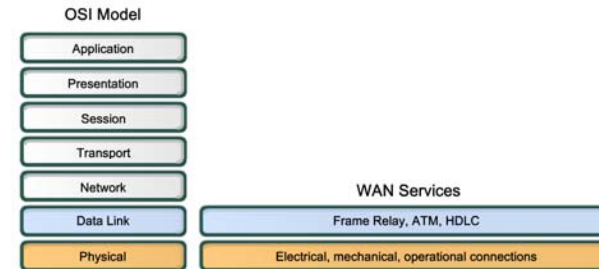 OSI Model
Application
Presentation
Session
Transport
Network
WAN Services
Data Link
Frame Relay, ATM, HDLC
Physical
Electrical, mechanical, operational connections